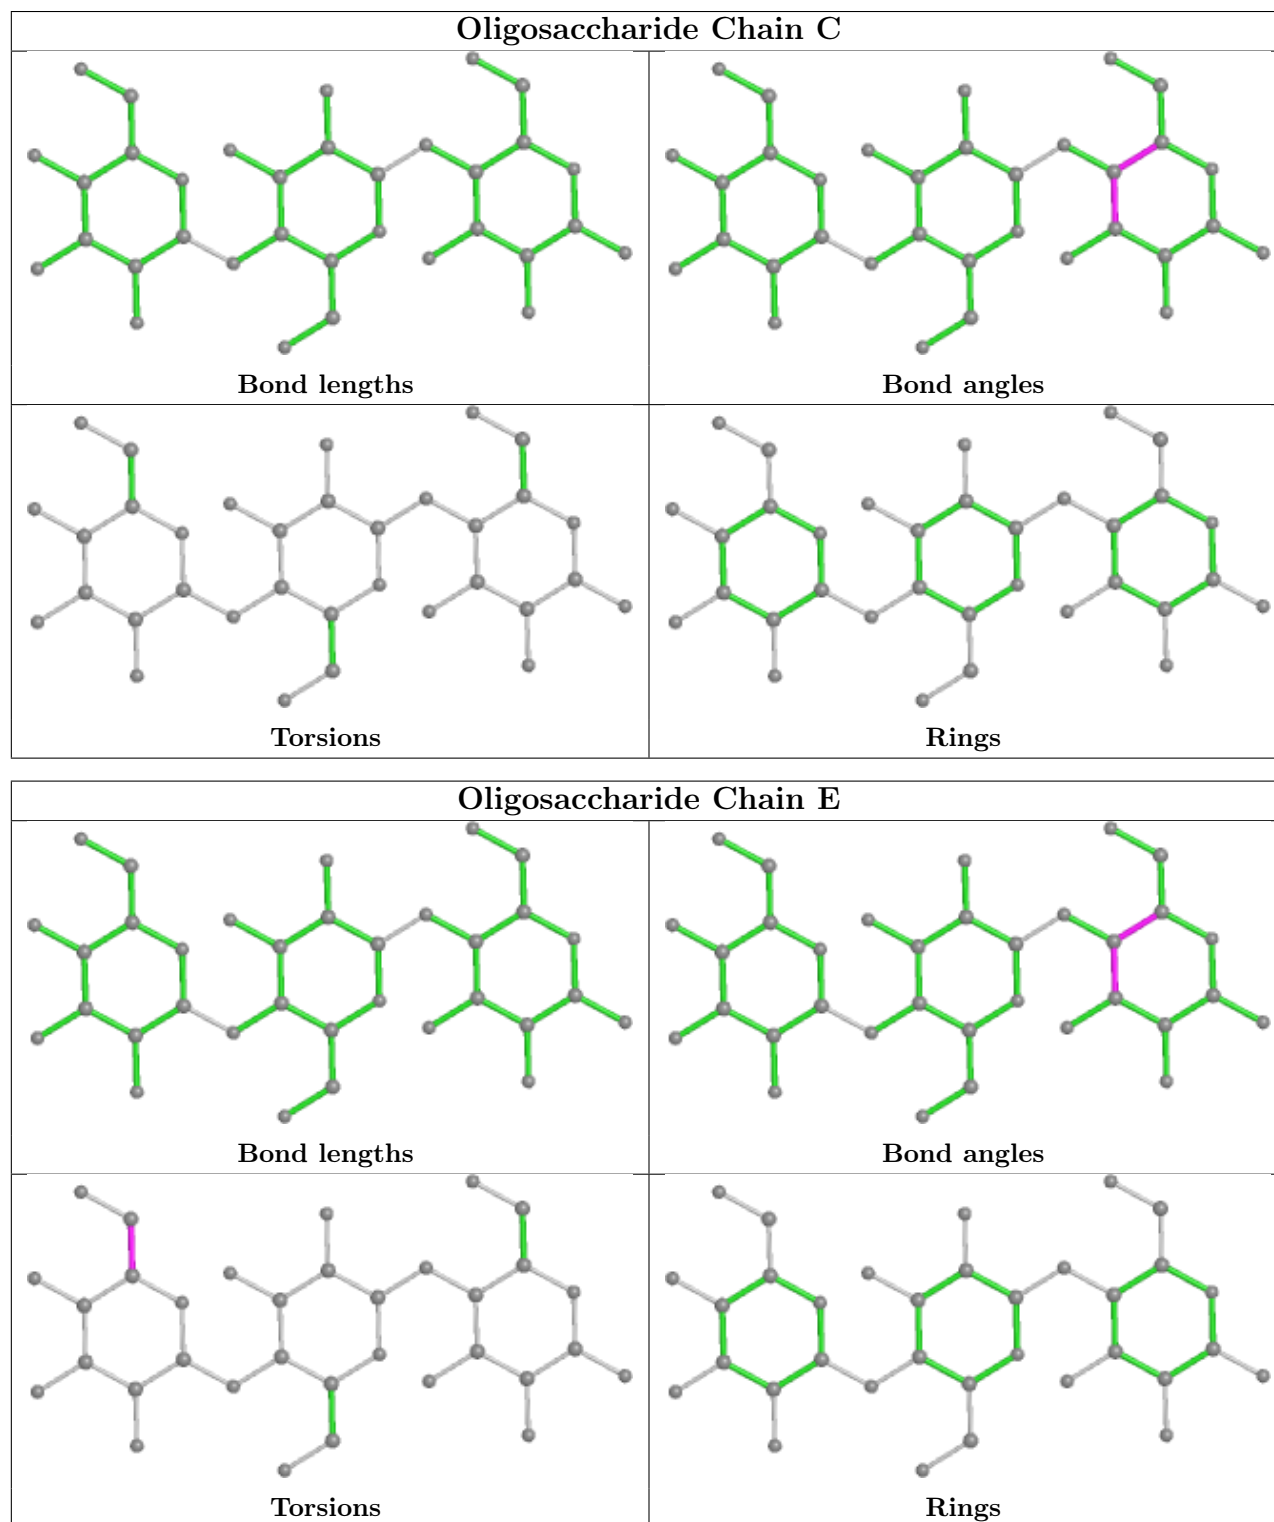 Oligosaccharide Chain C
Bond lengths
Bond angles
Torsions
Rings
Oligosaccharide Chain E
Bond lengths
Bond angles
Torsions
Rings